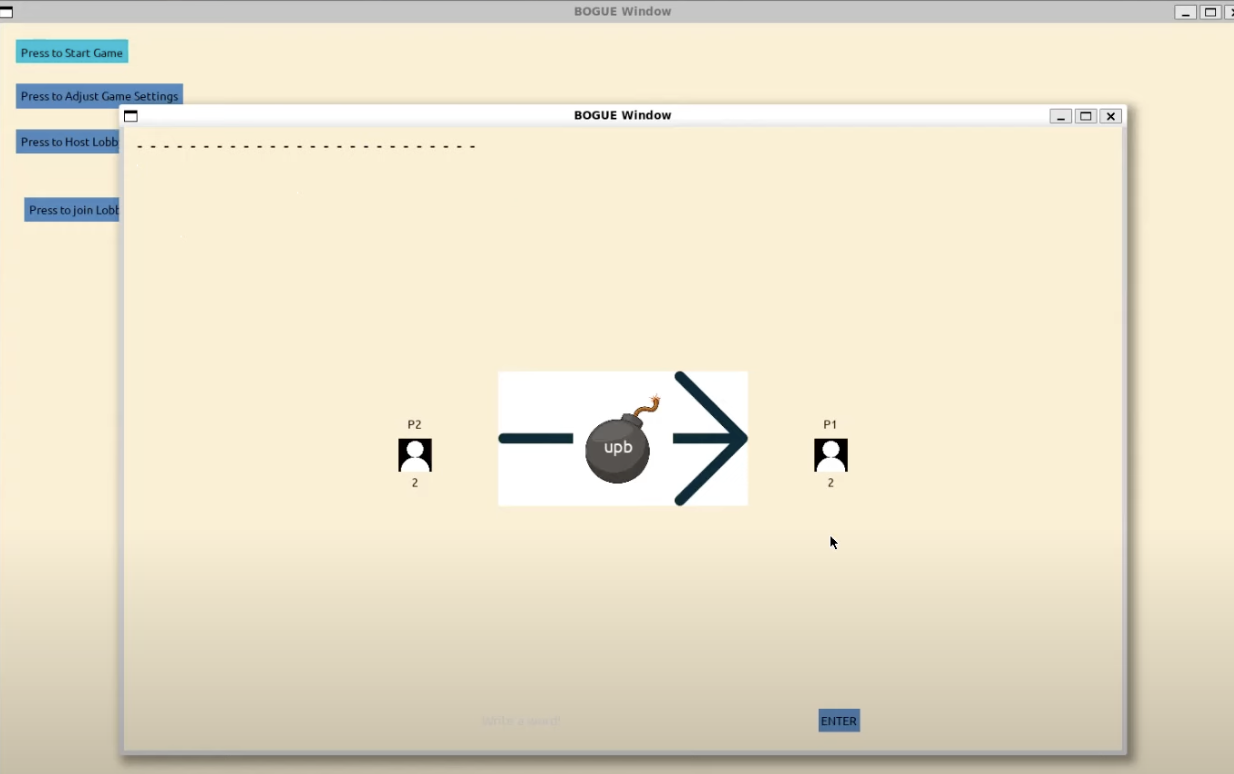 BOGUE Window
Press to Start Game
Press to Adjust Game Settings
BOGUE Window
Press to Host Lobb
- - - - - - - - - - - - - - - - - - - - - - - - - -
Press to join Lobb
P2
P1
upb
2
2
Write a word
ENTER